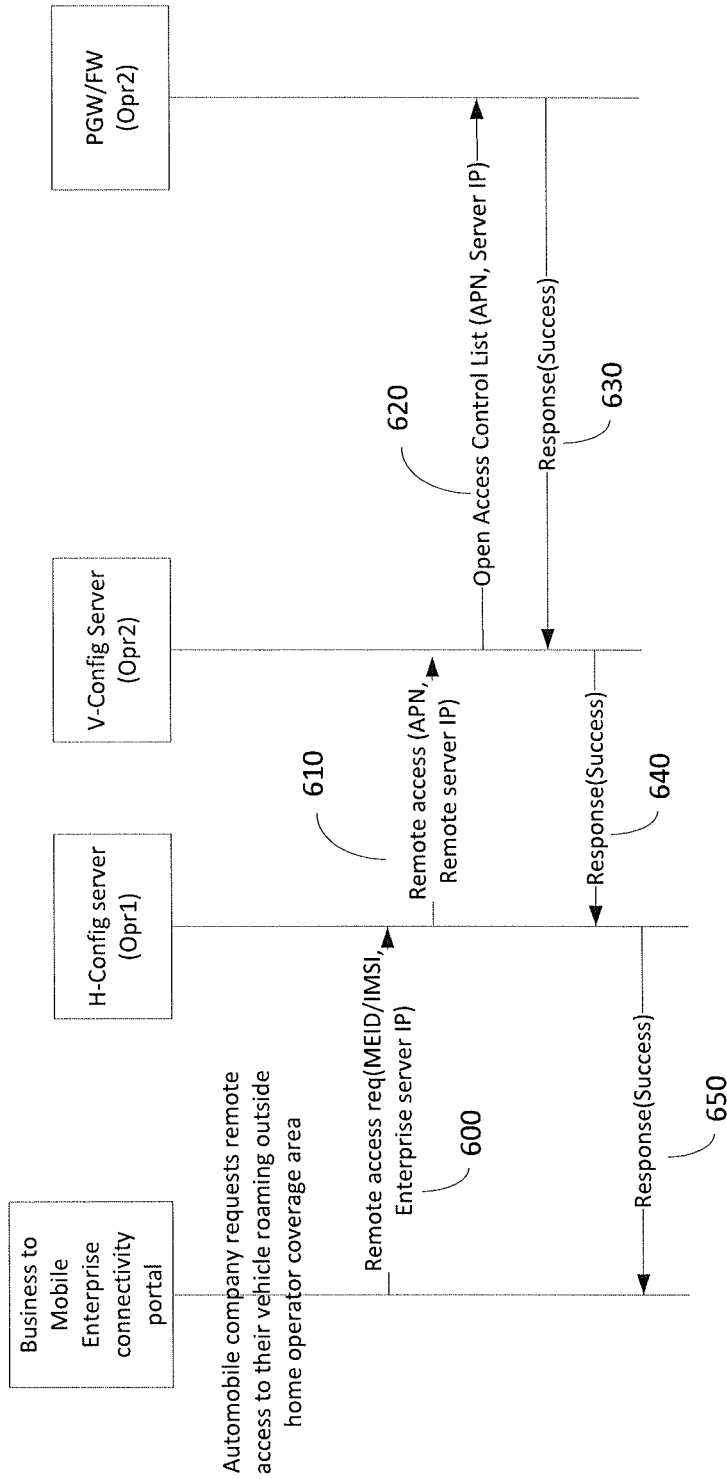 Business to
Mobile
Enterprise
connectivity
portal
H-Config server
(Opr1)
V-Config Server
(Opr2)
PGW/FW
(Opr2)
Automobile company requests remote
access to their vehicle roaming outside
home operator coverage area
Remote access req(MEID/IMSI,
Enterprise server IP)
600
Remote access (APN,
Remote server IP)
610
Open Access Control List (APN, Server IP)
620
Response(Success)
630
Response(Success)
640
Response(Success)
650